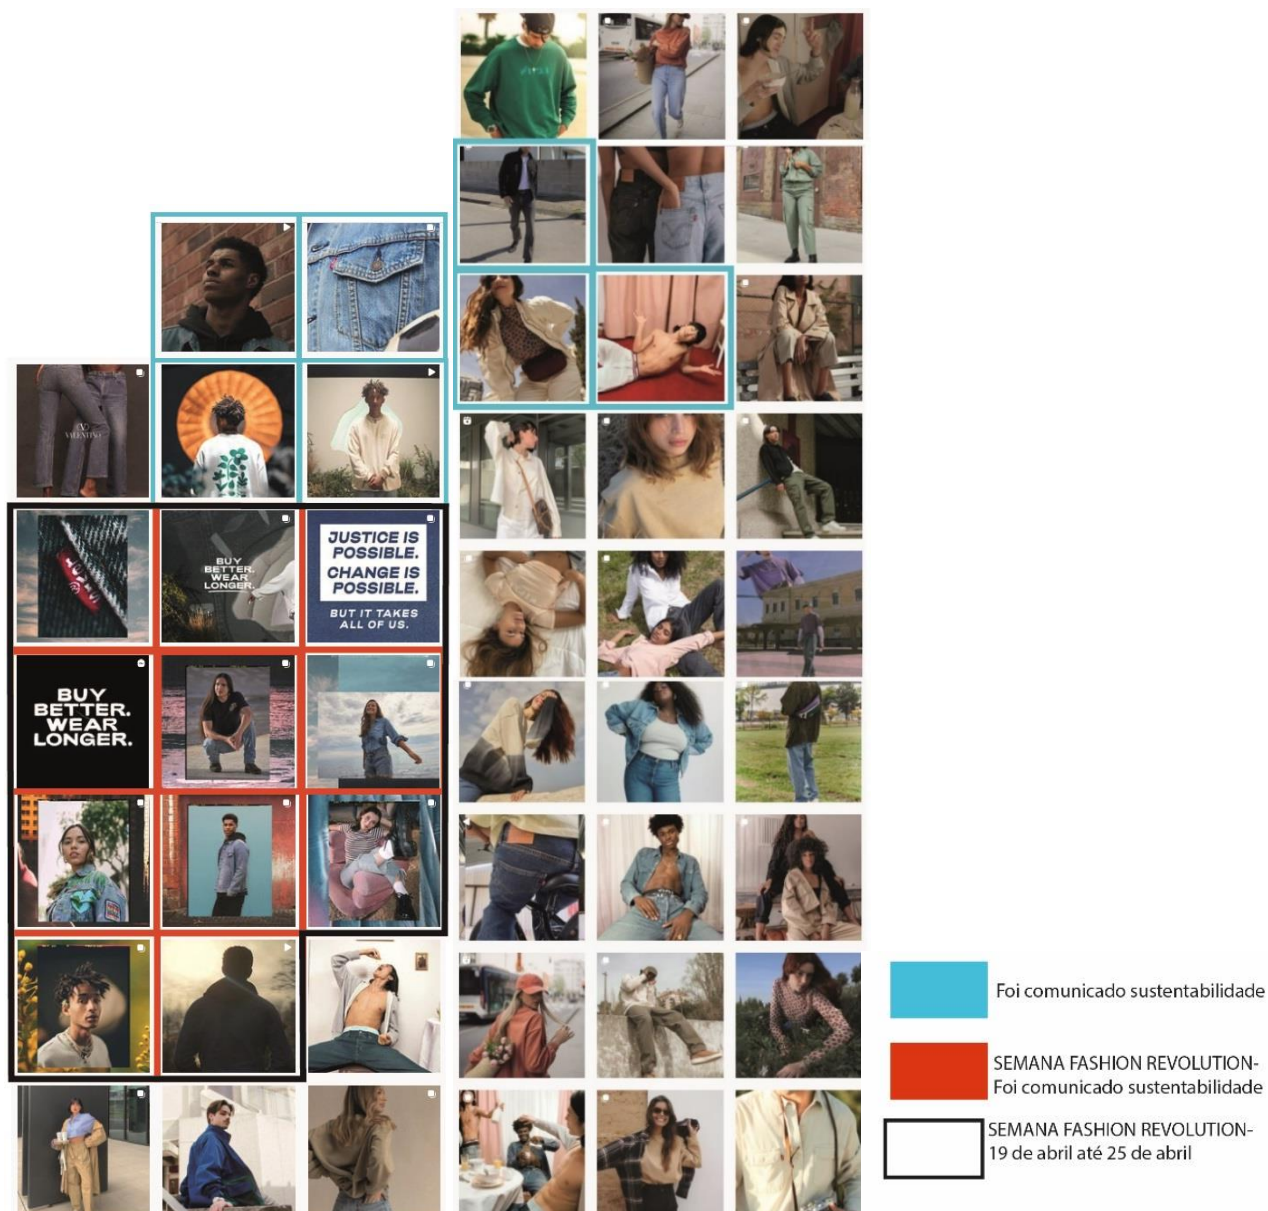 VALENTINO
BUY
BETTER.
WEAR
LONGER.
JUSTICE IS
POSSIBLE.
CHANGE IS
POSSIBLE.
BUT IT TAKES
ALL OF US.
BUY
BETTER.
WEAR
LONGER.
Foi comunicado sustentabilidade
SEMANA FASHION REVOLUTION-
Foi comunicado sustentabilidade
SEMANA FASHION REVOLUTION-
19 de abril até 25 de abril